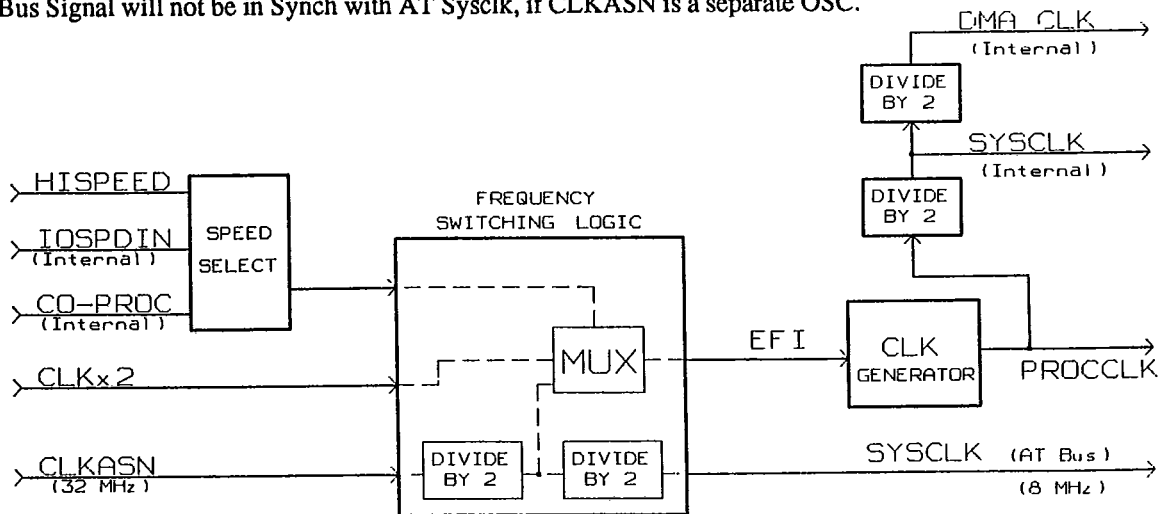 Bus Signal will not be in Synch with AT Sysclk, if CLKASN is a separate OSC.
DMA CLK
(Internal)
DIVIDE
BY 2
SYSCLK
(Internal)
DIVIDE
BY 2
HISPEED
IOSPDIN
(Internal)
CO-PROC
(Internal)
SPEED
SELECT
FREQUENCY
SWITCHING LOGIC
MUX
EFI
CLK
GENERATOR
PROCCLK
CLKx2
CLKASN
(32 MHz)
DIVIDE
BY 2
DIVIDE
BY 2
SYSCLK (AT Bus)
(8 MHz)